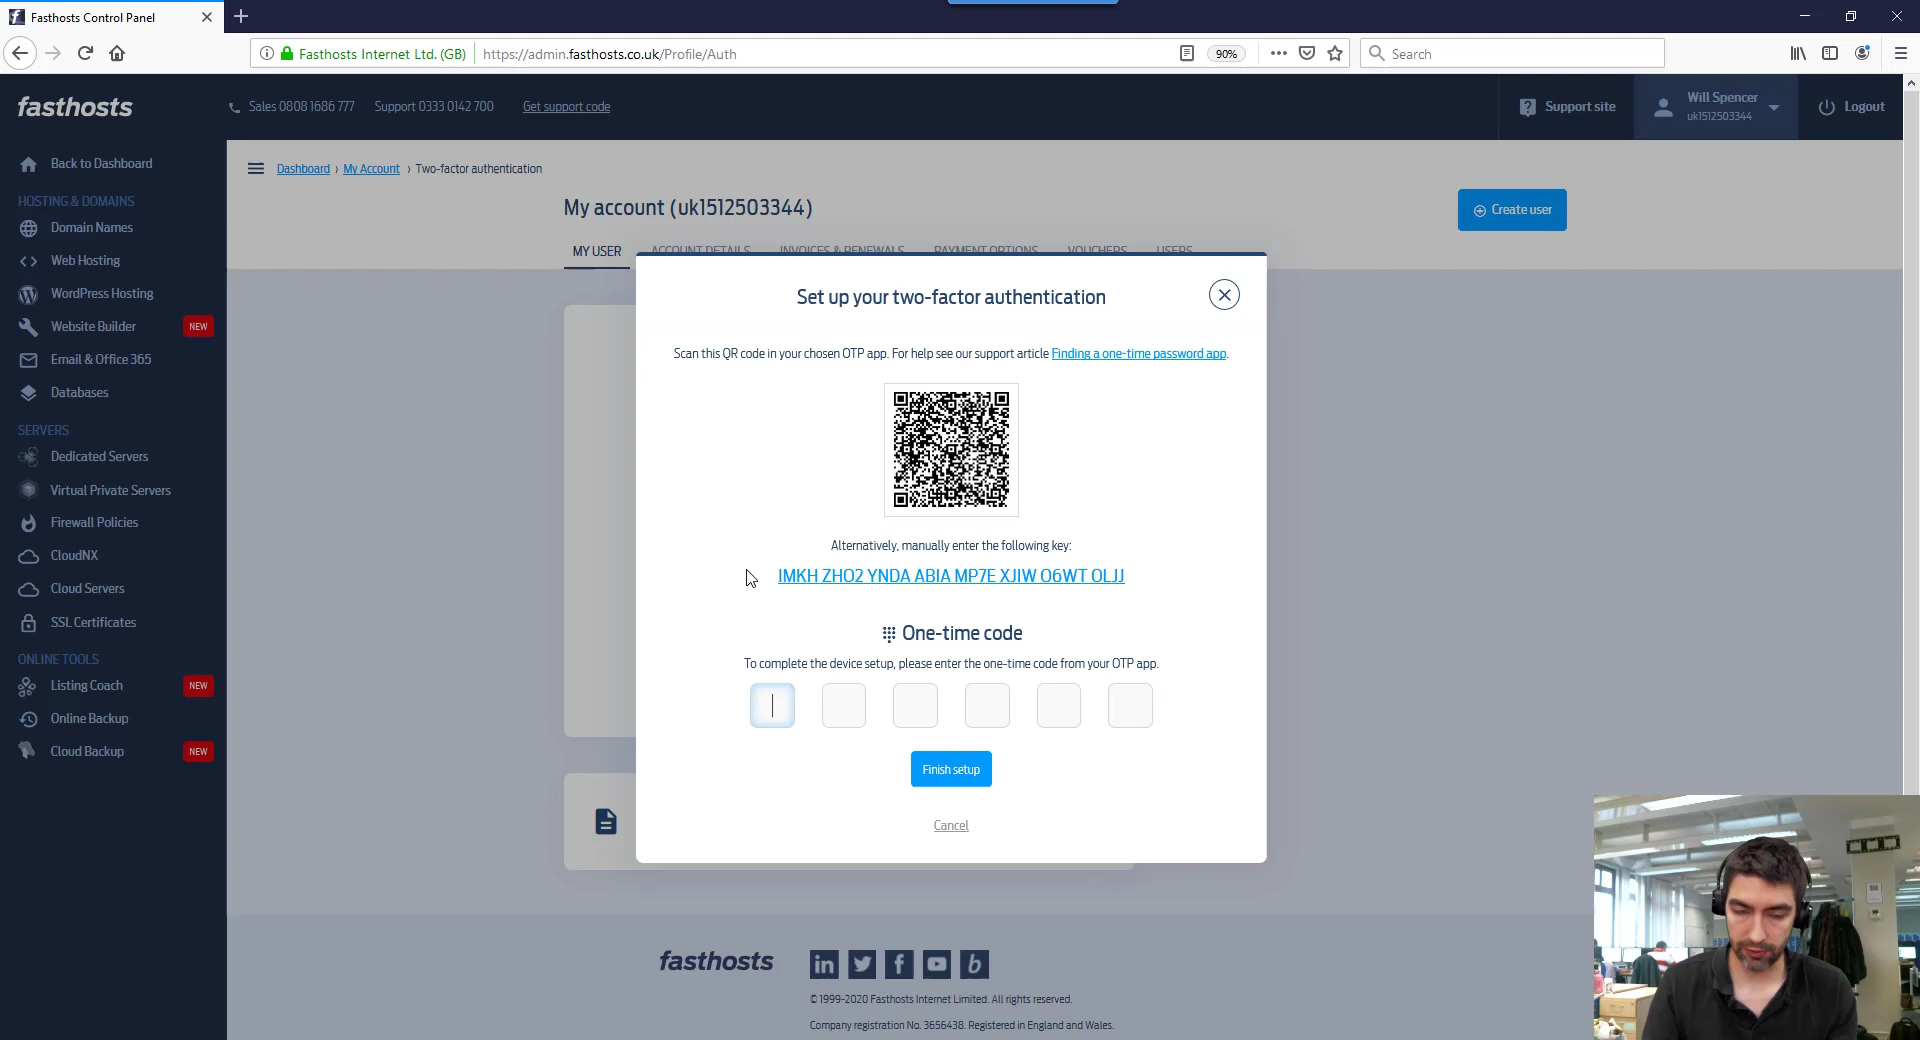 Fasthosts Control Panel
Fasthosts Internet Ltd. (GB)
https://admin.fasthosts.co.uk/Profile/Auth
90%
Search
fasthosts
Sales 0808 1686 777
Support 0333 0142 700
Get support code
Support site
Will Spencer
uk1512503344
Logout
Back to Dashboard
HOSTING & DOMAINS
Domain Names
Web Hosting
WordPress Hosting
Website Builder
NEW
Email & Office 365
Databases
SERVERS
Dedicated Servers
Virtual Private Servers
Firewall Policies
CloudNX
Cloud Servers
SSL Certificates
ONLINE TOOLS
Listing Coach
NEW
Online Backup
Cloud Backup
NEW
Dashboard › My Account › Two-factor authentication
My account (uk1512503344)
Create user
MY USER
ACCOUNT DETAILS
INVOICES & RENEWALS
PAYMENT OPTIONS
VOUCHERS
USERS
Set up your two-factor authentication
Scan this QR code in your chosen OTP app. For help see our support article Finding a one-time password app.
Alternatively, manually enter the following key:
IMKH ZHO2 YNDA ABIA MP7E XJIW O6WT OLJJ
One-time code
To complete the device setup, please enter the one-time code from your OTP app.
Finish setup
Cancel
fasthosts
© 1999-2020 Fasthosts Internet Limited. All rights reserved.
Company registration No. 3656438. Registered in England and Wales.